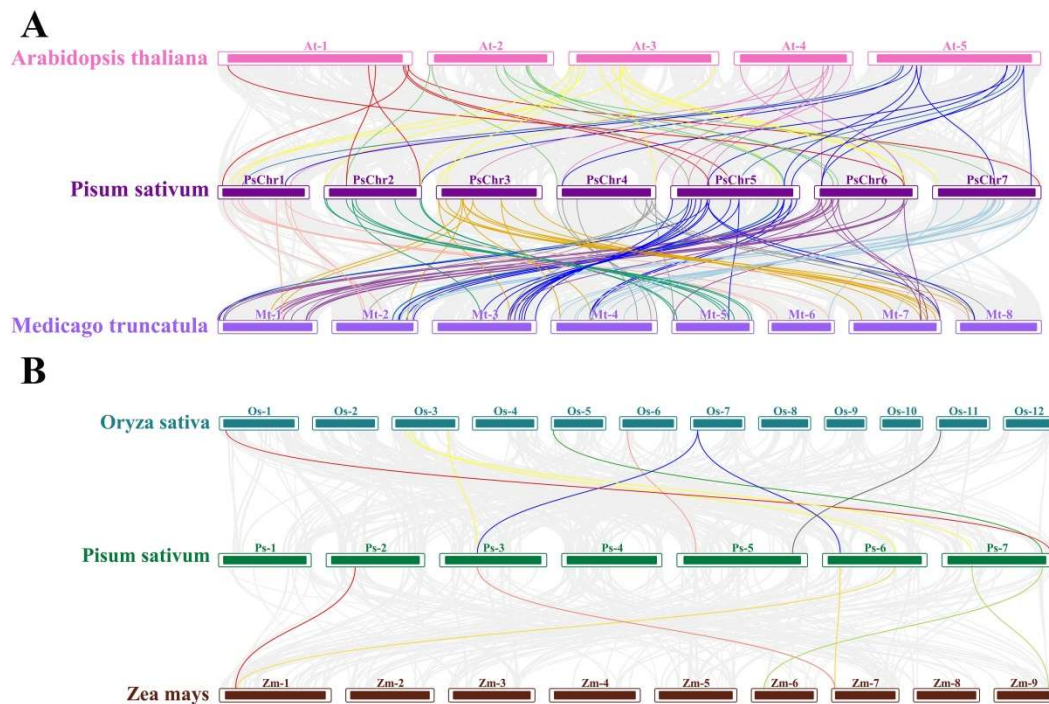 A
At-1 At-2 At-3 At-4 At-5
Arabidopsis thaliana
PsChr1 PsChr2 PsChr3 PsChr4 PsChr5 PsChr6 PsChr7
Pisum sativum
Mt-1 Mt-2 Mt-3 Mt-4 Mt-5 Mt-6 Mt-7 Mt-8
Medicago truncatula
B
Os-1 Os-2 Os-3 Os-4 Os-5 Os-6 Os-7 Os-8 Os-9 Os-10 Os-11 Os-12
Oryza sativa
Ps-1 Ps-2 Ps-3 Ps-4 Ps-5 Ps-6 Ps-7
Pisum sativum
Zm-1 Zm-2 Zm-3 Zm-4 Zm-5 Zm-6 Zm-7 Zm-8 Zm-9
Zea mays